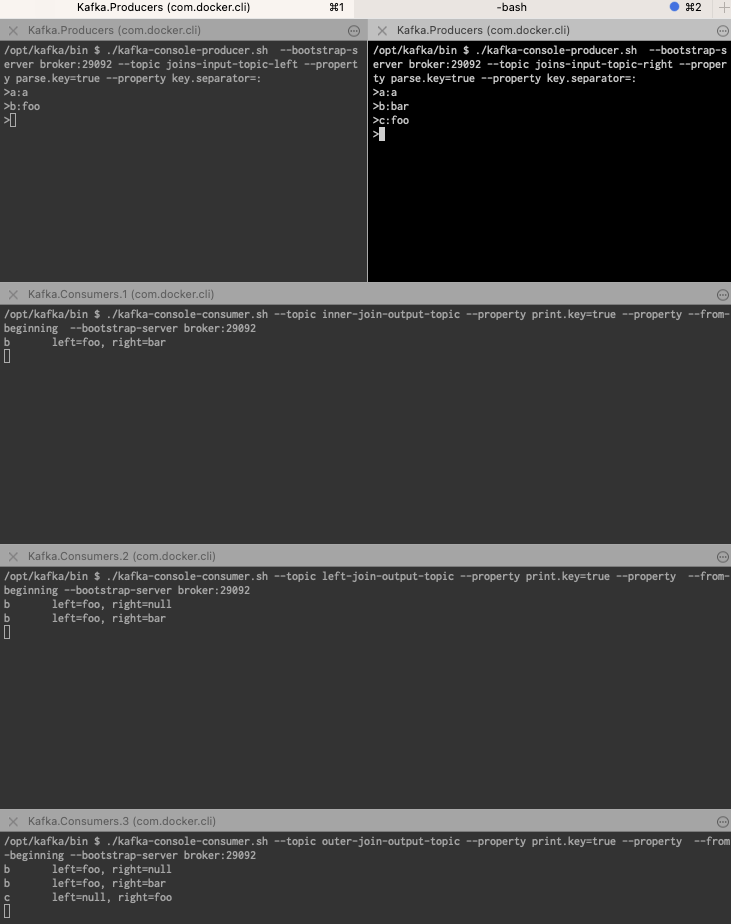 Kafka.Producers (com.docker.cli) ⌘1 -bash ⌘2
Kafka.Producers (com.docker.cli)
/opt/kafka/bin $ ./kafka-console-producer.sh  --bootstrap-s
erver broker:29092 --topic joins-input-topic-left --propert
y parse.key=true --property key.separator=:
>a:a
>b:foo
>
Kafka.Producers (com.docker.cli)
/opt/kafka/bin $ ./kafka-console-producer.sh  --bootstrap-s
erver broker:29092 --topic joins-input-topic-right --proper
ty parse.key=true --property key.separator=:
>a:a
>b:bar
>c:foo
>
Kafka.Consumers.1 (com.docker.cli)
/opt/kafka/bin $ ./kafka-console-consumer.sh --topic inner-join-output-topic --property print.key=true --property --from-
beginning  --bootstrap-server broker:29092
b       left=foo, right=bar
Kafka.Consumers.2 (com.docker.cli)
/opt/kafka/bin $ ./kafka-console-consumer.sh --topic left-join-output-topic --property print.key=true --property  --from-
beginning --bootstrap-server broker:29092
b       left=foo, right=null
b       left=foo, right=bar
Kafka.Consumers.3 (com.docker.cli)
/opt/kafka/bin $ ./kafka-console-consumer.sh --topic outer-join-output-topic --property print.key=true --property  --from
-beginning --bootstrap-server broker:29092
b       left=foo, right=null
b       left=foo, right=bar
c       left=null, right=foo